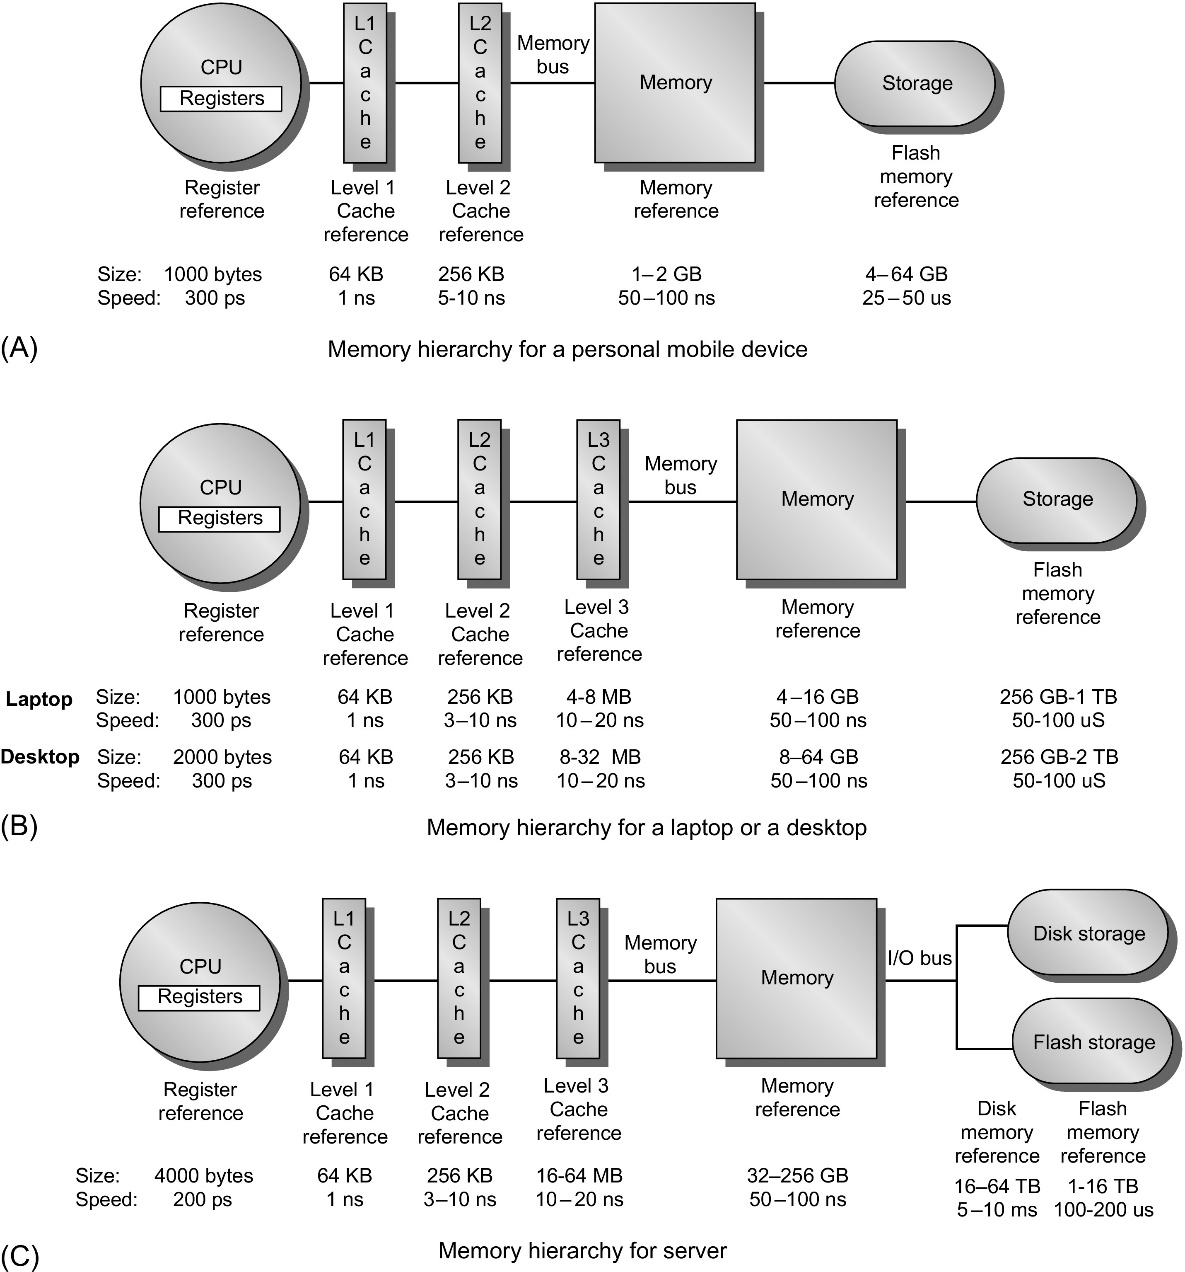 CPU
Registers
L1
C
a
c
h
e
L2
C
a
c
h
e
Memory
bus
Memory
Storage
Register
reference
Level 1
Cache
reference
Level 2
Cache
reference
Memory
reference
Flash
memory
reference
Size: 1000 bytes 64 KB 256 KB 1–2 GB 4–64 GB
Speed: 300 ps 1 ns 5-10 ns 50–100 ns 25–50 us
(A) Memory hierarchy for a personal mobile device
CPU
Registers
L1
C
a
c
h
e
L2
C
a
c
h
e
L3
C
a
c
h
e
Memory
bus
Memory
Storage
Register
reference
Level 1
Cache
reference
Level 2
Cache
reference
Level 3
Cache
reference
Memory
reference
Flash
memory
reference
Laptop Size: 1000 bytes 64 KB 256 KB 4-8 MB 4–16 GB 256 GB-1 TB
Speed: 300 ps 1 ns 3–10 ns 10–20 ns 50–100 ns 50-100 uS
Desktop Size: 2000 bytes 64 KB 256 KB 8-32 MB 8–64 GB 256 GB-2 TB
Speed: 300 ps 1 ns 3–10 ns 10–20 ns 50–100 ns 50-100 uS
(B) Memory hierarchy for a laptop or a desktop
CPU
Registers
L1
C
a
c
h
e
L2
C
a
c
h
e
L3
C
a
c
h
e
Memory
bus
Memory
I/O bus
Disk storage
Flash storage
Register
reference
Level 1
Cache
reference
Level 2
Cache
reference
Level 3
Cache
reference
Memory
reference
Disk
memory
reference
Flash
memory
reference
Size: 4000 bytes 64 KB 256 KB 16-64 MB 32–256 GB 16–64 TB 1-16 TB
Speed: 200 ps 1 ns 3–10 ns 10–20 ns 50–100 ns 5–10 ms 100-200 us
(C) Memory hierarchy for server